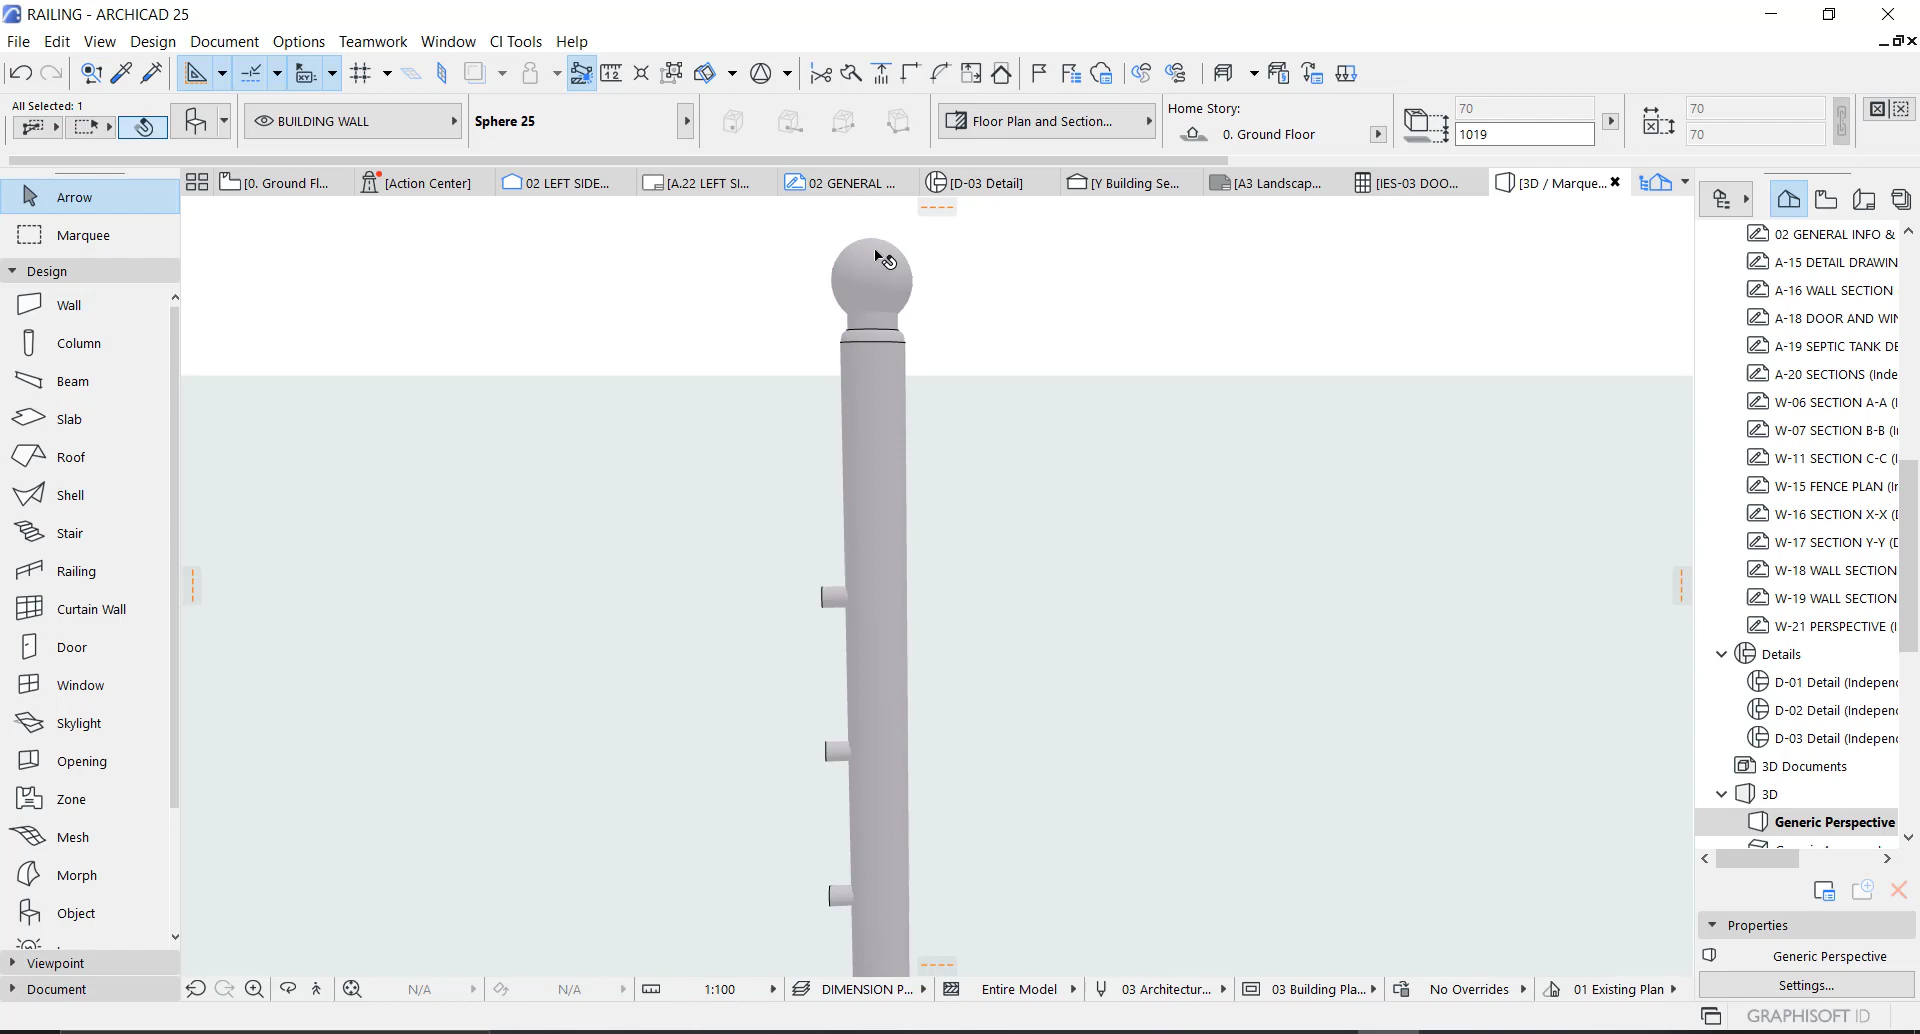 RAILING - ARCHICAD 25
File Edit View Design Document Options Teamwork Window CI Tools Help
All Selected: 1
BUILDING WALL
Sphere 25
Floor Plan and Section...
Home Story:
0. Ground Floor
70
1019
70
70
[0. Ground Fl...
[Action Center]
02 LEFT SIDE...
[A.22 LEFT SI...
02 GENERAL ...
[D-03 Detail]
[Y Building Se...
[A3 Landscap...
[IES-03 DOO...
[3D / Marque...
Arrow
Marquee
Design
Wall
Column
Beam
Slab
Roof
Shell
Stair
Railing
Curtain Wall
Door
Window
Skylight
Opening
Zone
Mesh
Morph
Object
Viewpoint
Document
02 GENERAL INFO &
A-15 DETAIL DRAWIN
A-16 WALL SECTION
A-18 DOOR AND WIN
A-19 SEPTIC TANK DE
A-20 SECTIONS (Inde
W-06 SECTION A-A (I
W-07 SECTION B-B (I
W-11 SECTION C-C (I
W-15 FENCE PLAN (Ir
W-16 SECTION X-X (D
W-17 SECTION Y-Y (D
W-18 WALL SECTION
W-19 WALL SECTION
W-21 PERSPECTIVE (I
Details
D-01 Detail (Independ
D-02 Detail (Independ
D-03 Detail (Independ
3D Documents
3D
Generic Perspective
Properties
Generic Perspective
Settings...
N/A
N/A
1:100
DIMENSION P...
Entire Model
03 Architectur...
03 Building Pla...
No Overrides
01 Existing Plan
GRAPHISOFT ID